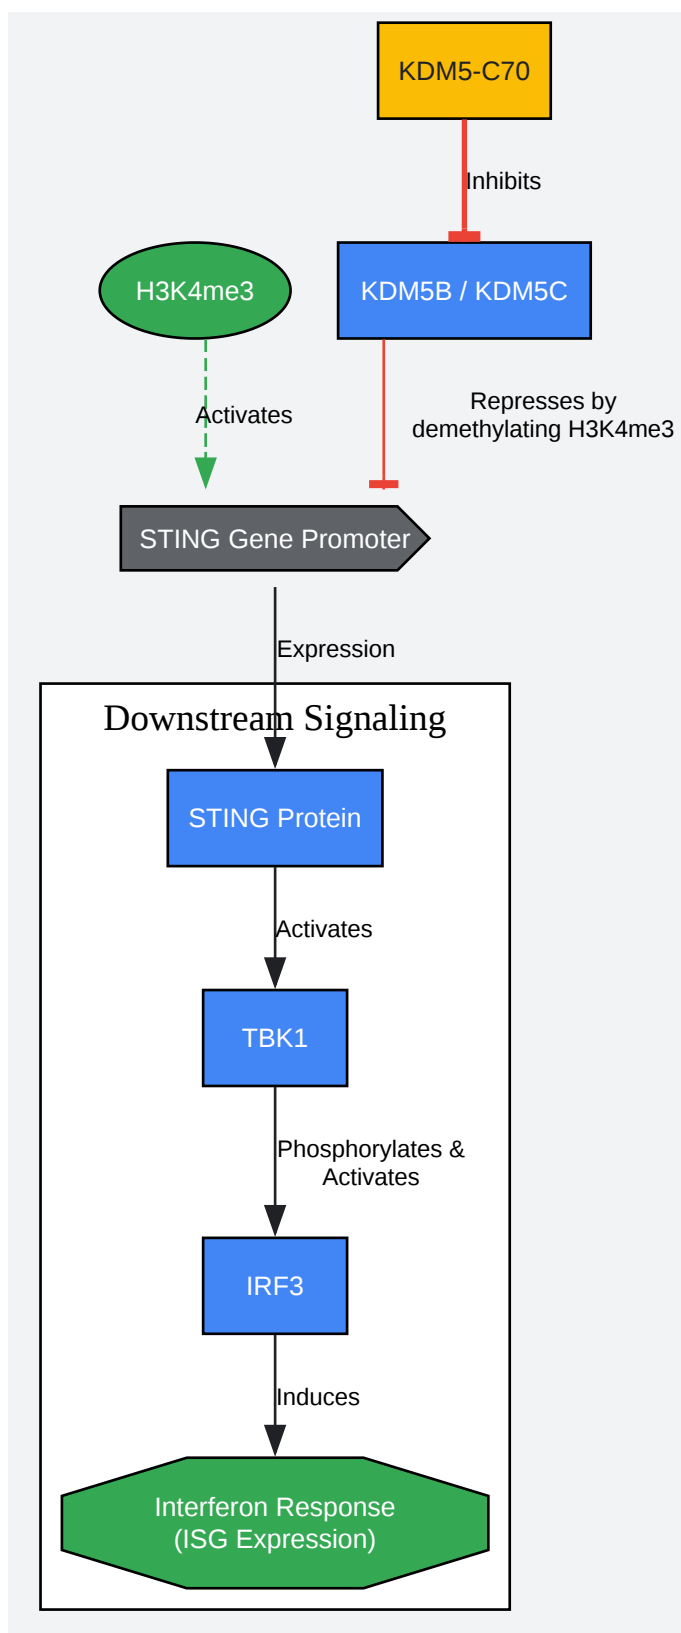 KDM5-C70
Inhibits
H3K4me3
KDM5B / KDM5C
Activates
Represses by
demethylating H3K4me3
STING Gene Promoter
Expression
Downstream Signaling
STING Protein
Activates
TBK1
Phosphorylates &
Activates
IRF3
Induces
Interferon Response
(ISG Expression)